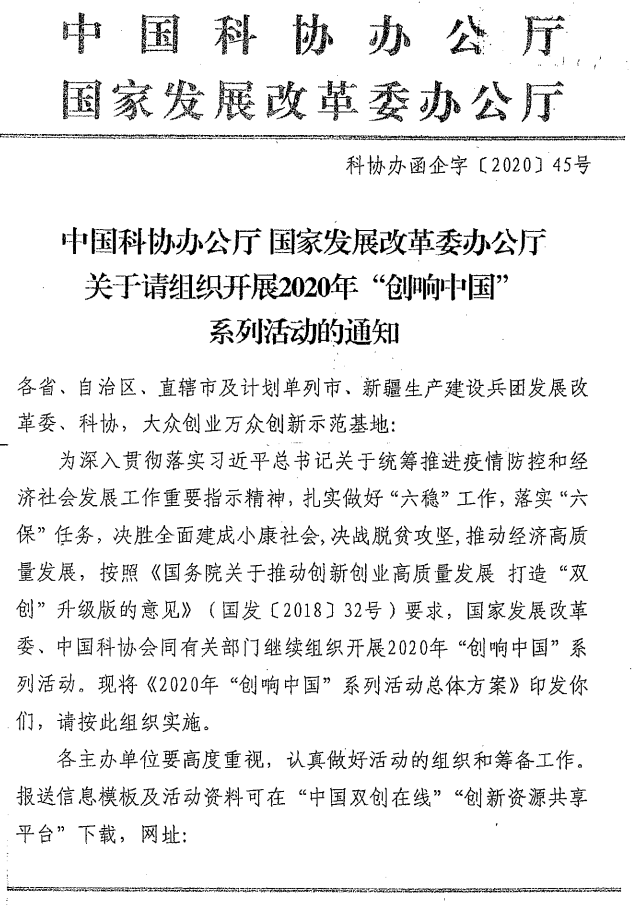 中国科协办公厅
国家发展改革委办公厅
科协办函企字〔2020〕45号
中国科协办公厅 国家发展改革委办公厅
关于请组织开展2020年“创响中国”
系列活动的通知
各省、自治区、直辖市及计划单列市、新疆生产建设兵团发展改
革委、科协，大众创业万众创新示范基地：
为深入贯彻落实习近平总书记关于统筹推进疫情防控和经
济社会发展工作重要指示精神，扎实做好“六稳”工作，落实“六
保”任务，决胜全面建成小康社会，决战脱贫攻坚，推动经济高质
量发展，按照《国务院关于推动创新创业高质量发展 打造“双
创”升级版的意见》（国发〔2018〕32号）要求，国家发展改革
委、中国科协会同有关部门继续组织开展2020年“创响中国”系
列活动。现将《2020年“创响中国”系列活动总体方案》印发你
们，请按此组织实施。
各主办单位要高度重视，认真做好活动的组织和筹备工作。
报送信息模板及活动资料可在“中国双创在线”“创新资源共享
平台”下载，网址：